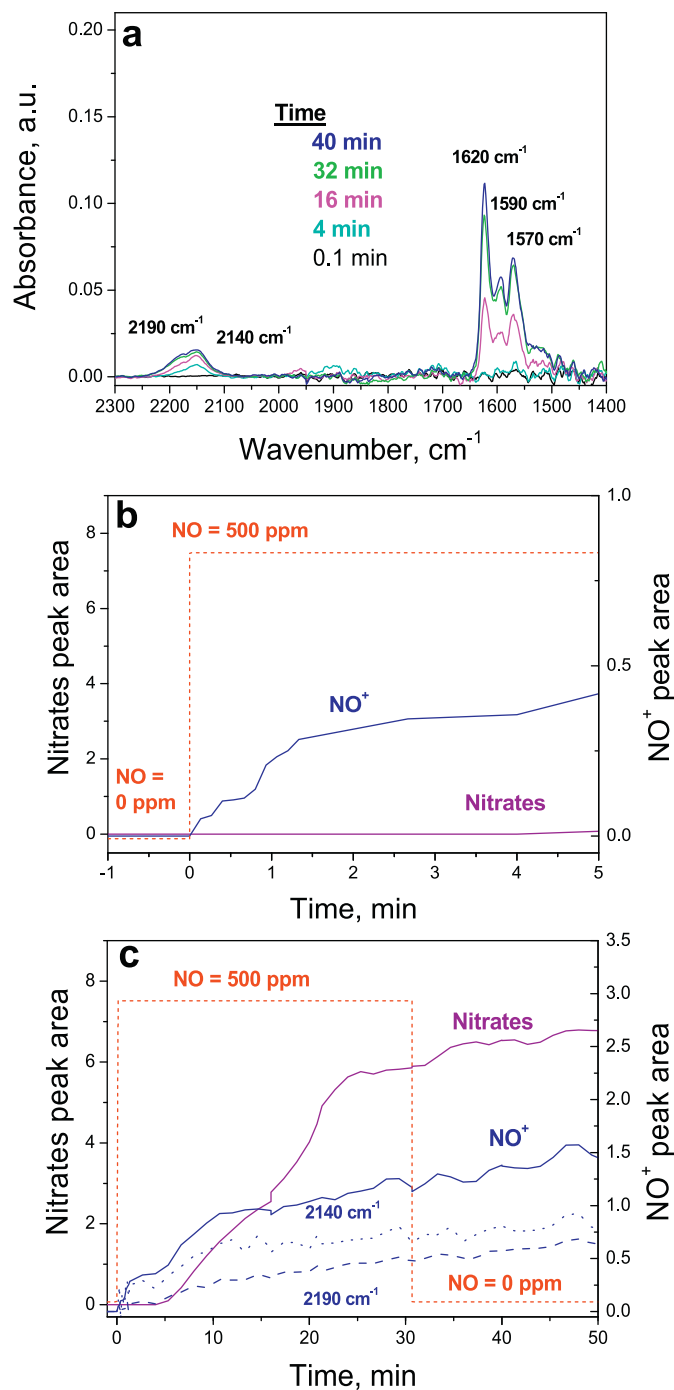 a
0.20
0.15
0.10
0.05
0.00
Absorbance, a.u.
Time
40 min
32 min
16 min
4 min
0.1 min
1620 cm⁻¹
1590 cm⁻¹
1570 cm⁻¹
2190 cm⁻¹
2140 cm⁻¹
2300 2200 2100 2000 1900 1800 1700 1600 1500 1400
Wavenumber, cm⁻¹
b
NO = 500 ppm
8
6
4
2
0
Nitrates peak area
1.0
0.5
0.0
NO⁺ peak area
NO⁺
NO =
0 ppm
Nitrates
-1 0 1 2 3 4 5
Time, min
c
NO = 500 ppm
8
6
4
2
0
Nitrates peak area
3.5
3.0
2.5
2.0
1.5
1.0
0.5
0.0
NO⁺ peak area
Nitrates
NO⁺
2140 cm⁻¹
2190 cm⁻¹
NO = 0 ppm
0 10 20 30 40 50
Time, min